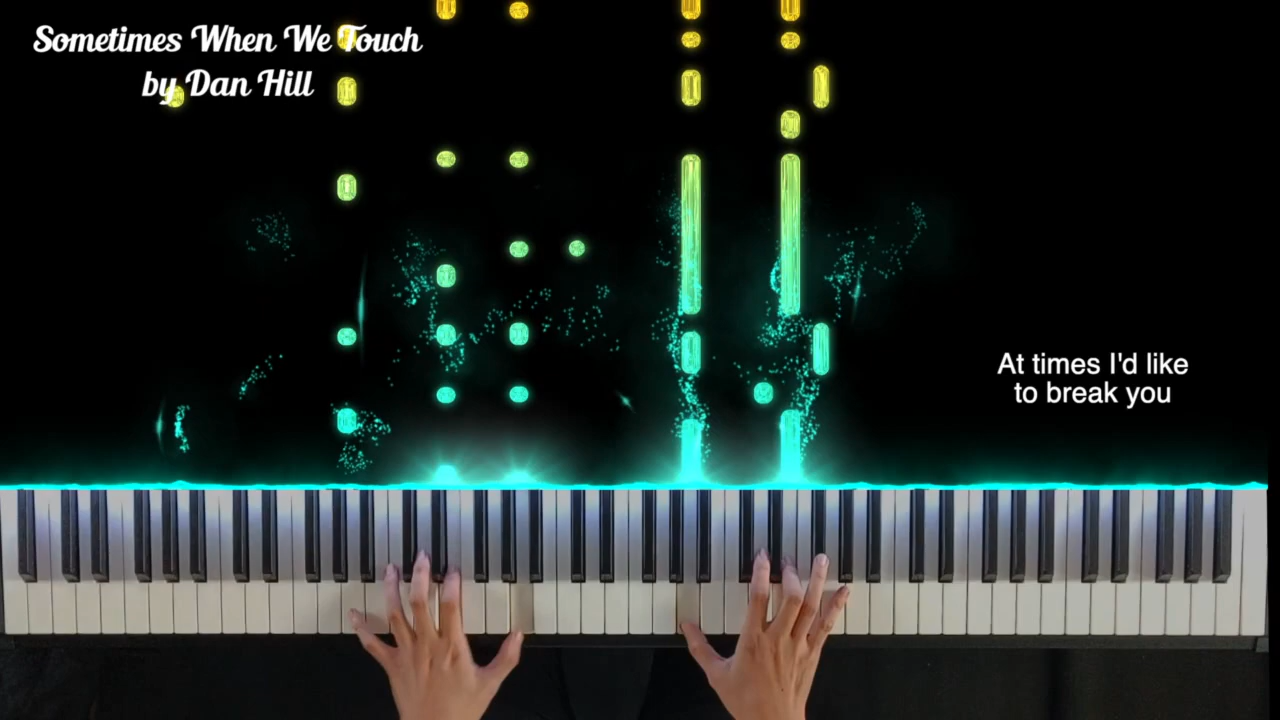 Sometimes When We Touch
by Dan Hill
At times I'd like
to break you